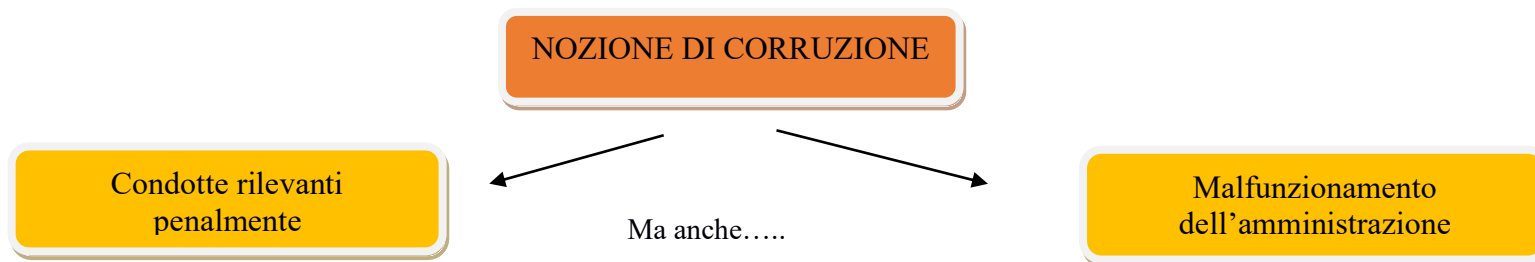 NOZIONE DI CORRUZIONE
Condotte rilevanti
penalmente
Ma anche…..
Malfunzionamento
dell’amministrazione